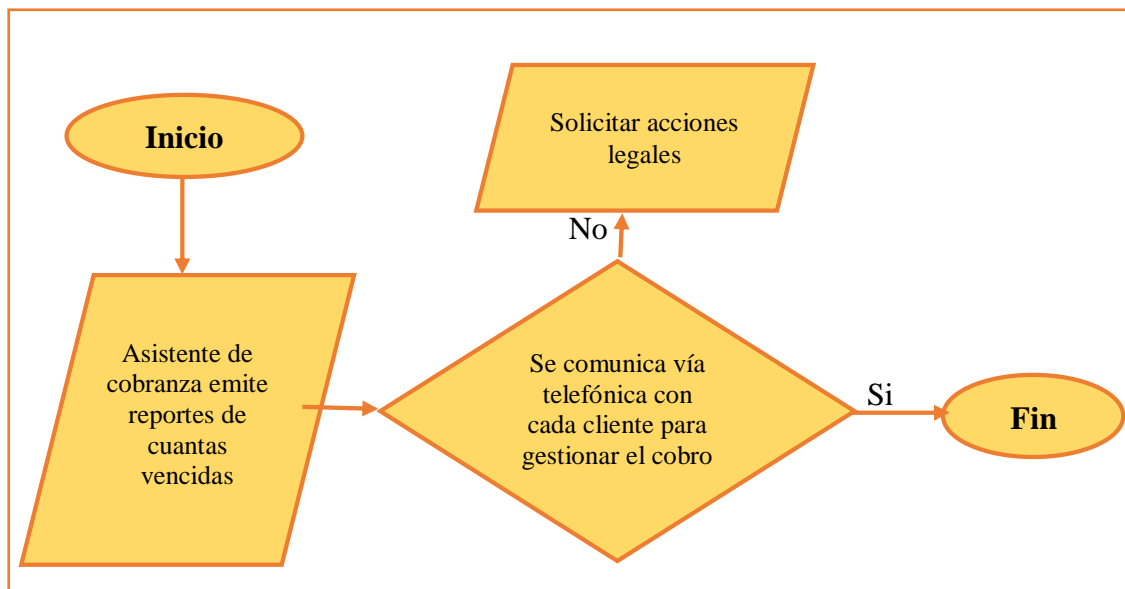 Inicio
Asistente de
cobranza emite
reportes de
cuantas
vencidas
Solicitar acciones
legales
No
Se comunica vía
telefónica con
cada cliente para
gestionar el cobro
Si
Fin